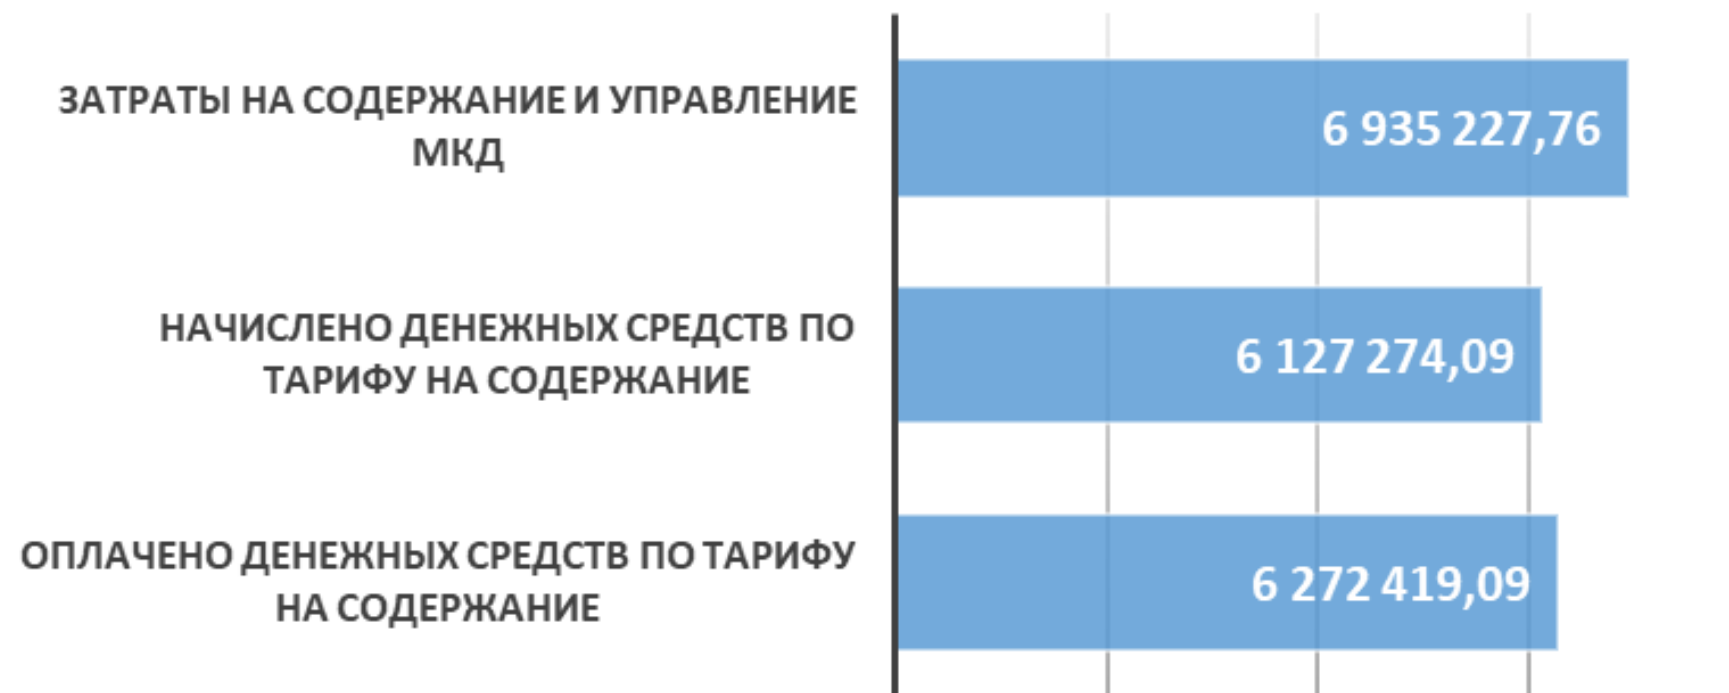 ЗАТРАТЫ НА СОДЕРЖАНИЕ И УПРАВЛЕНИЕ
МКД
6 935 227,76
НАЧИСЛЕНО ДЕНЕЖНЫХ СРЕДСТВ ПО
ТАРИФУ НА СОДЕРЖАНИЕ
6 127 274,09
ОПЛАЧЕНО ДЕНЕЖНЫХ СРЕДСТВ ПО ТАРИФУ
НА СОДЕРЖАНИЕ
6 272 419,09